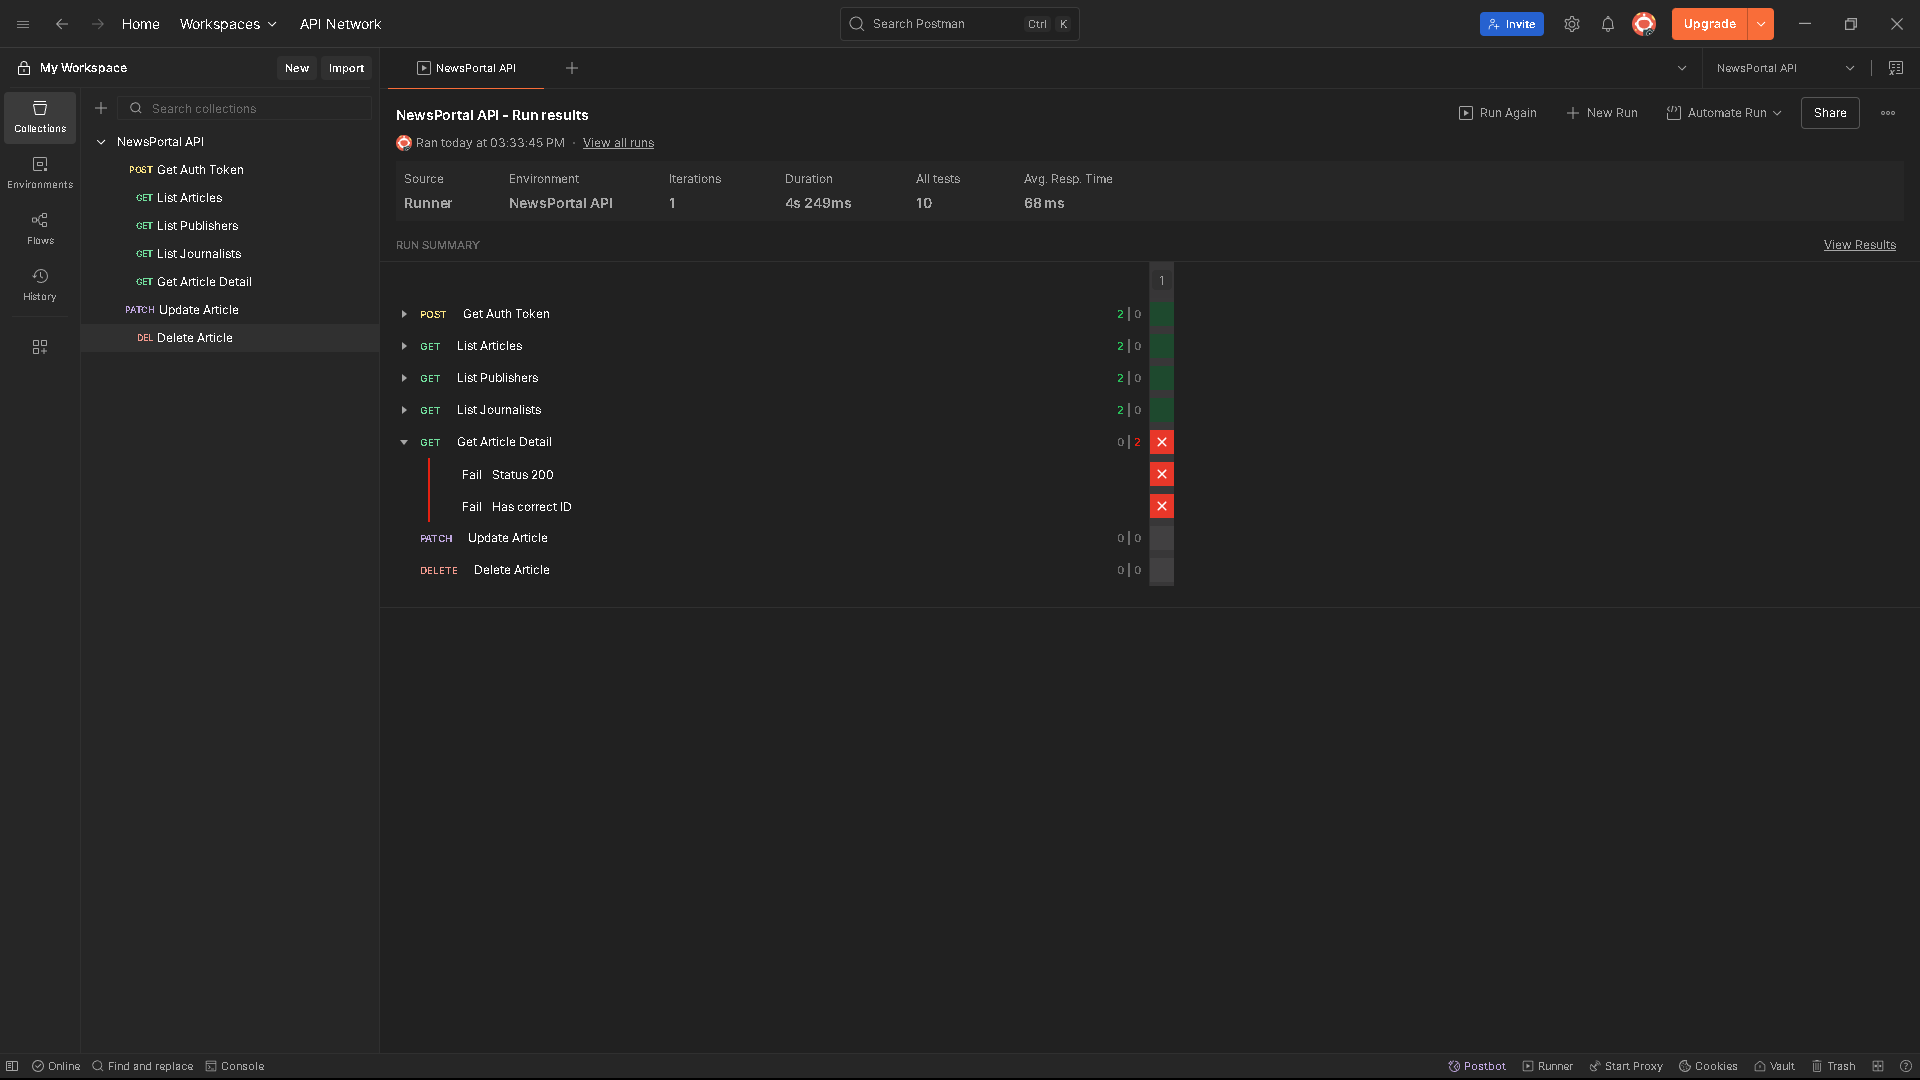 Home Workspaces API Network Search Postman Ctrl K Invite Upgrade
My Workspace New Import NewsPortal API NewsPortal API
Search collections
Collections
Environments
Flows
History
NewsPortal API
POST Get Auth Token
GET List Articles
GET List Publishers
GET List Journalists
GET Get Article Detail
PATCH Update Article
DEL Delete Article
NewsPortal API - Run results Run Again New Run Automate Run Share
Ran today at 03:33:45 PM · View all runs
Source Environment Iterations Duration All tests Avg. Resp. Time
Runner NewsPortal API 1 4s 249ms 10 68 ms
RUN SUMMARY View Results
1
POST Get Auth Token 2 | 0
GET List Articles 2 | 0
GET List Publishers 2 | 0
GET List Journalists 2 | 0
GET Get Article Detail 0 | 2
Fail Status 200
Fail Has correct ID
PATCH Update Article 0 | 0
DELETE Delete Article 0 | 0
Online Find and replace Console Postbot Runner Start Proxy Cookies Vault Trash